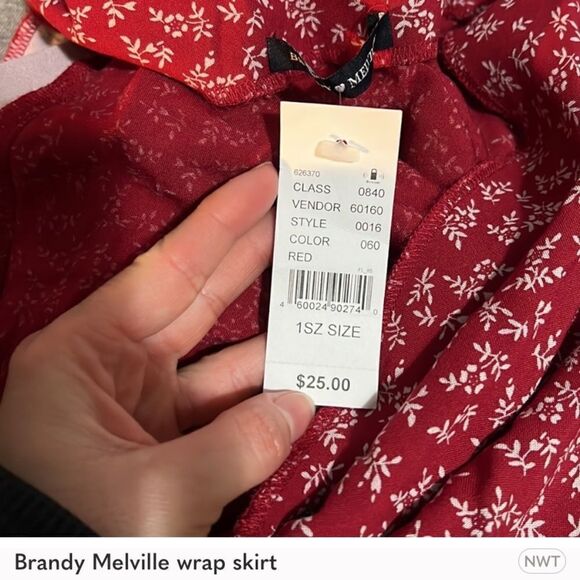 626370
CLASS 0840
VENDOR 60160
STYLE 0016
COLOR 060
RED
4 60024 90274 0
1SZ SIZE
$25.00
Brandy Melville wrap skirt
NWT